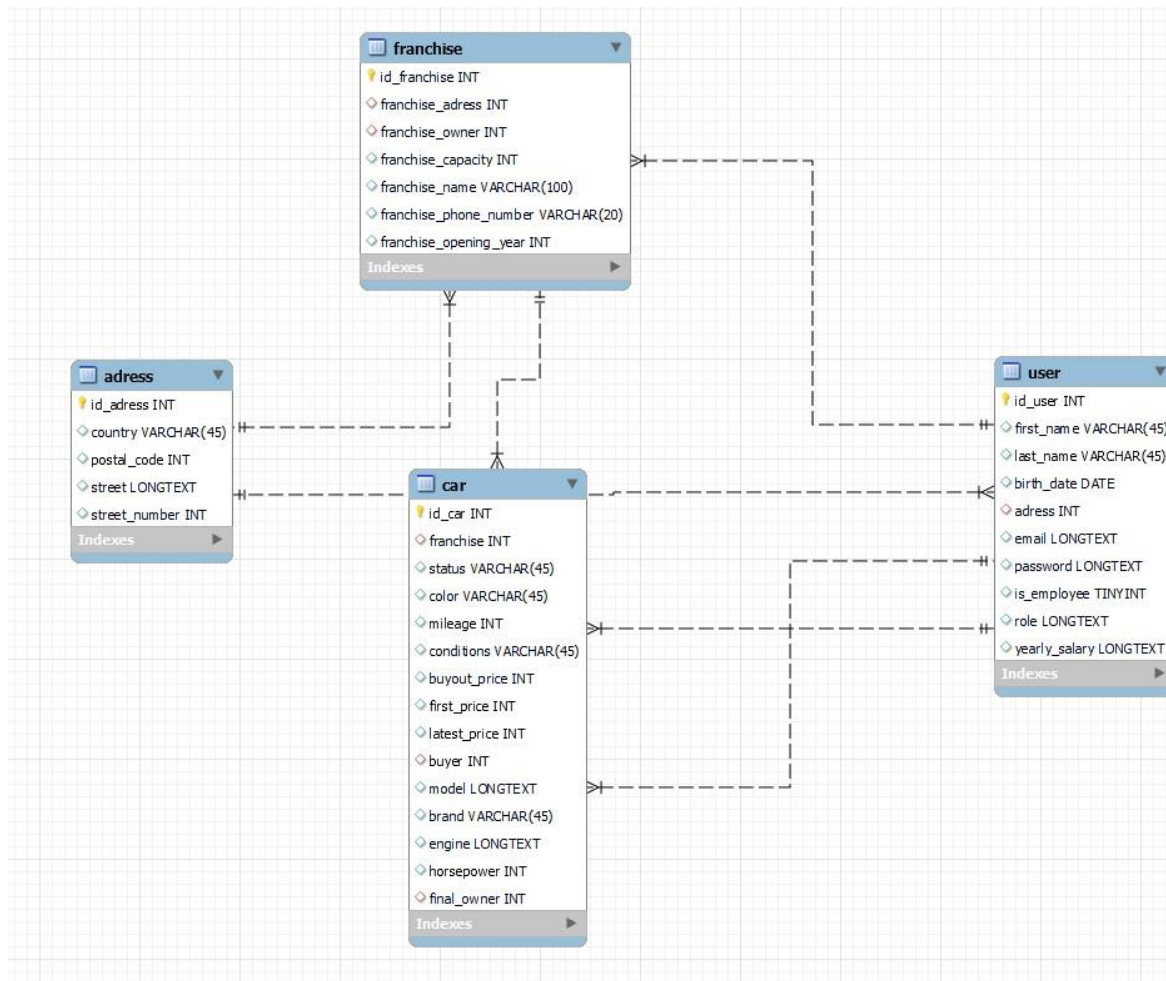 franchise
id_franchise INT
franchise_adress INT
franchise_owner INT
franchise_capacity INT
franchise_name VARCHAR(100)
franchise_phone_number VARCHAR(20)
franchise_opening_year INT
Indexes
adress
id_adress INT
country VARCHAR(45)
postal_code INT
street LONGTEXT
street_number INT
Indexes
car
id_car INT
franchise INT
status VARCHAR(45)
color VARCHAR(45)
mileage INT
conditions VARCHAR(45)
buyout_price INT
first_price INT
latest_price INT
buyer INT
model LONGTEXT
brand VARCHAR(45)
engine LONGTEXT
horsepower INT
final_owner INT
Indexes
user
id_user INT
first_name VARCHAR(45)
last_name VARCHAR(45)
birth_date DATE
adress INT
email LONGTEXT
password LONGTEXT
is_employee TINYINT
role LONGTEXT
yearly_salary LONGTEXT
Indexes